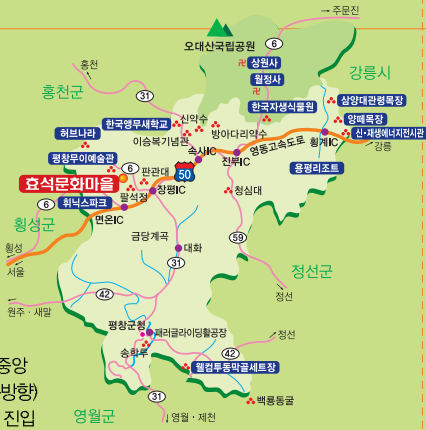 → 주문진
6
오대산국립공원
상원사
월정사
강릉시
홍천
홍천군
31
한국자생식물원
삼양대관령목장
양떼목장
신·재생에너지전시관
강릉
한국앵무새학교
신약수
허브나라
이승복기념관
방아다리약수
영동고속도로
횡계IC
속사IC
진부IC
평창무이예술관
6
판관대
50
용평리조트
효석문화마을
팔석정
장평IC
청심대
6
휘닉스파크
면온IC
횡성군
횡성
서울
금당계곡
대화
59
31
정선군
42
원주·새말
정선
평창군청
패러글라이딩활공장
정선
송학루
42
웰컴투동막골세트장
31
백룡동굴
영월군
영월·제천
중앙
방향)
진입